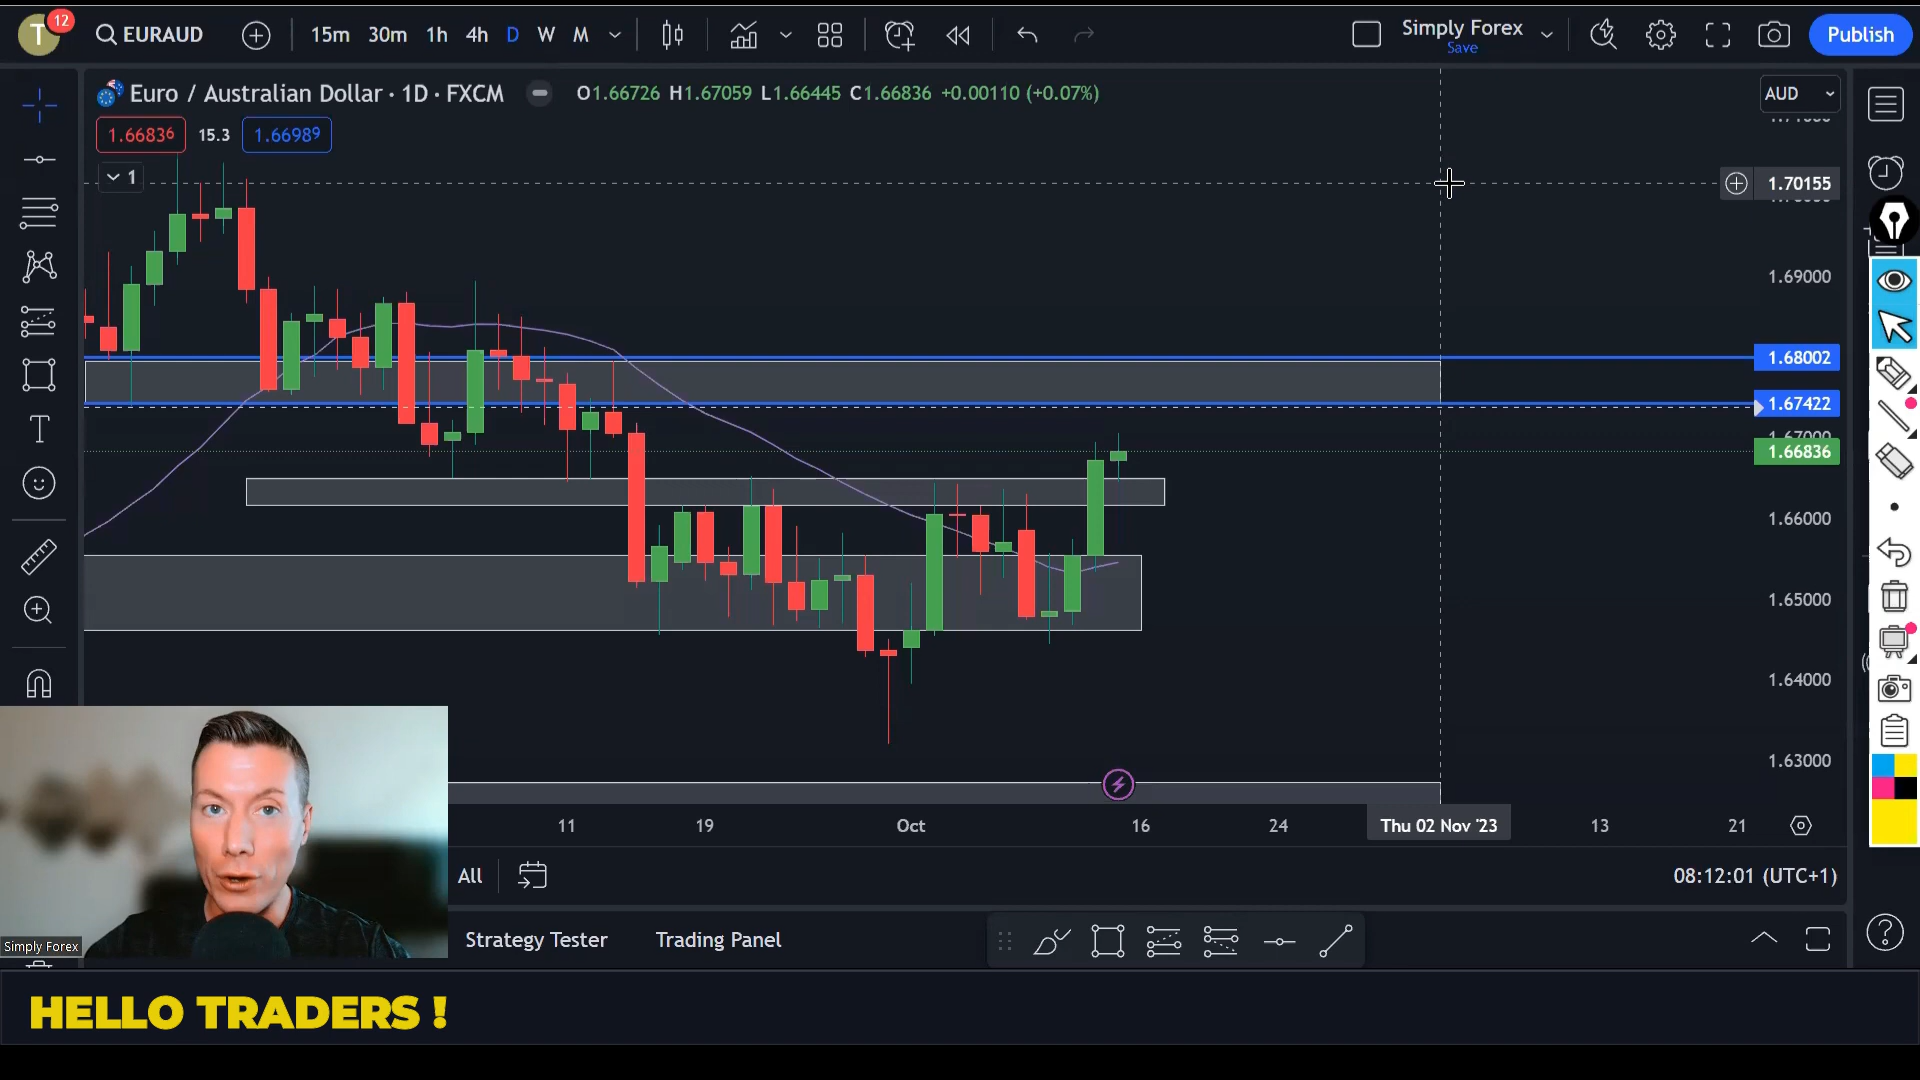 T
12
EURAUD
15m 30m 1h 4h D W M
Simply Forex
Save
Publish
Euro / Australian Dollar · 1D · FXCM
O1.66726 H1.67059 L1.66445 C1.66836 +0.00110 (+0.07%)
AUD
1.66836 15.3 1.66989
1
1.70155
1.69000
1.68002
1.67422
1.67000
1.66836
1.66000
1.65000
1.64000
1.63000
11 19 Oct 16 24 Thu 02 Nov '23 13 21
All
08:12:01 (UTC+1)
Strategy Tester Trading Panel
Simply Forex
HELLO TRADERS !